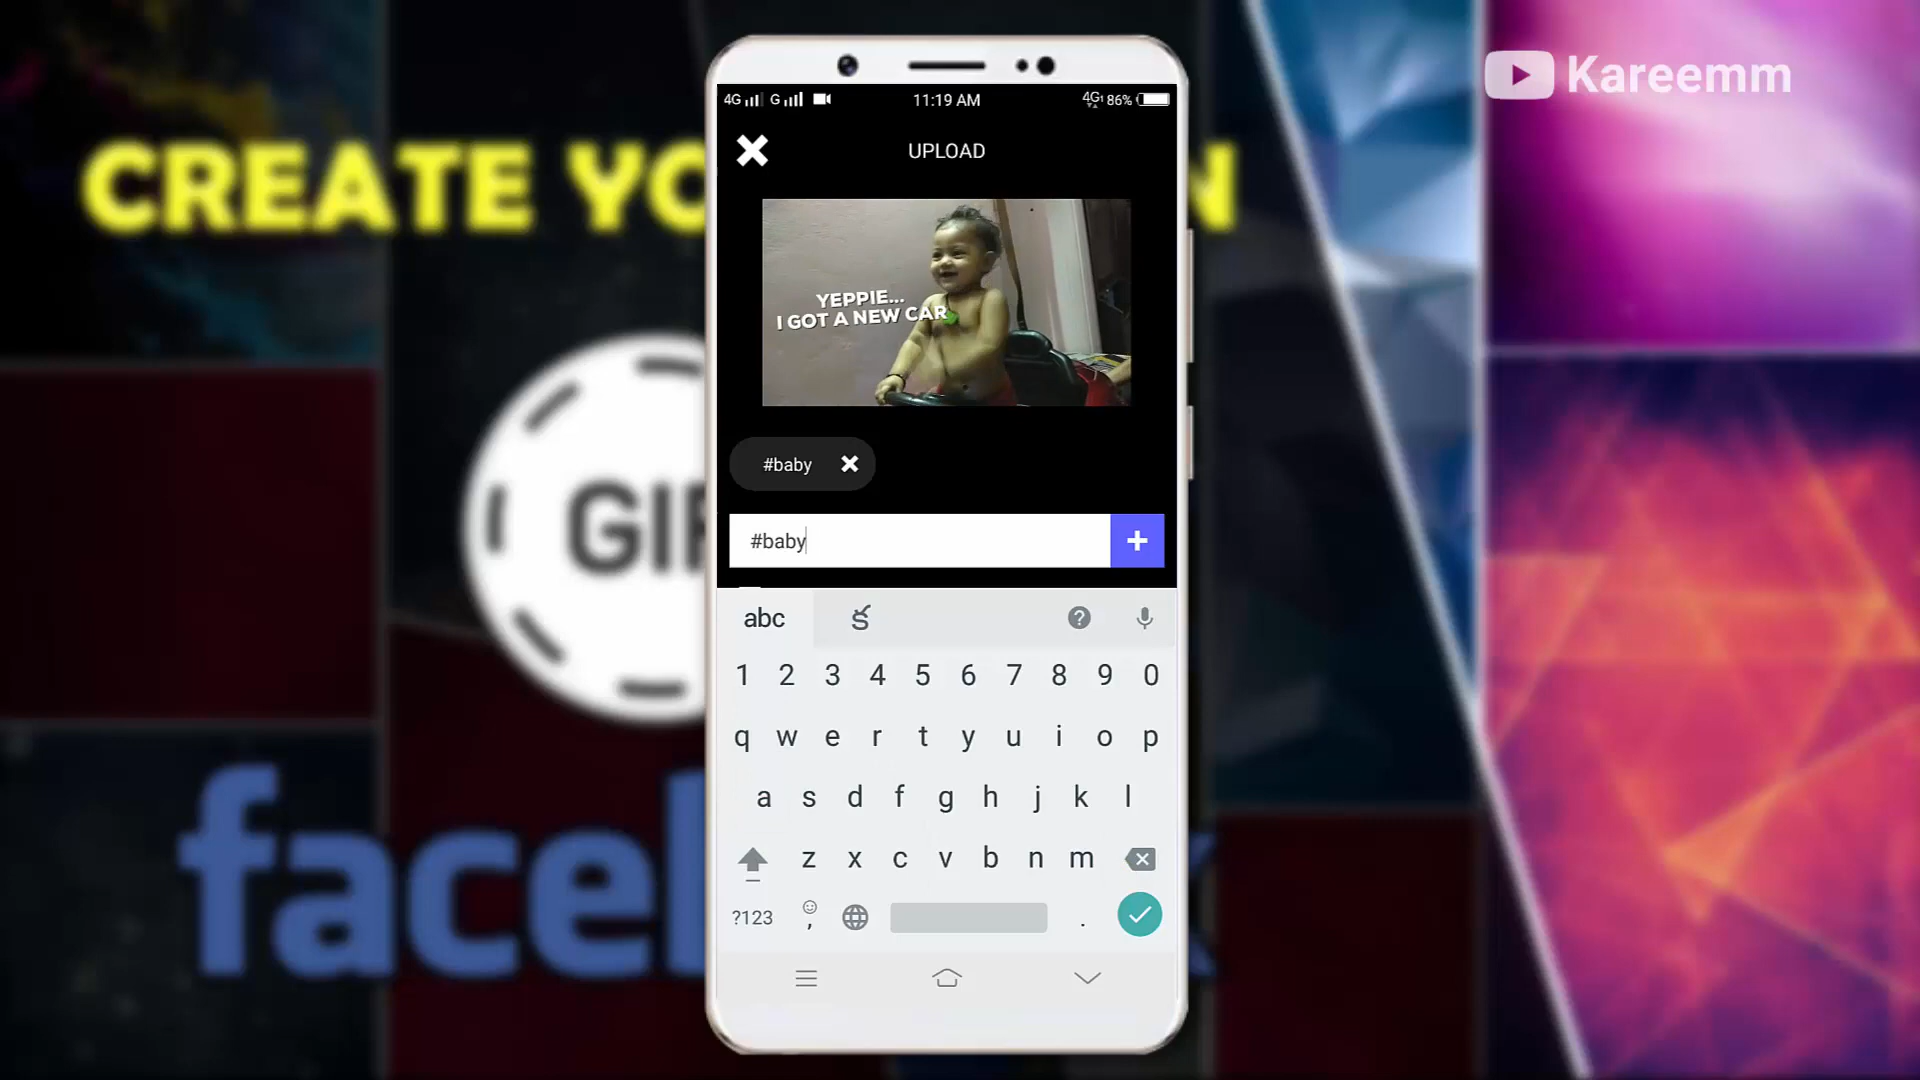 Kareemm
CREATE YO
N
GIF
faceb
k
4G G 11:19 AM 4G 86%
UPLOAD
YEPPIE...
I GOT A NEW CAR
#baby
#baby
abc క
1 2 3 4 5 6 7 8 9 0
q w e r t y u i o p
a s d f g h j k l
z x c v b n m
?123 , .